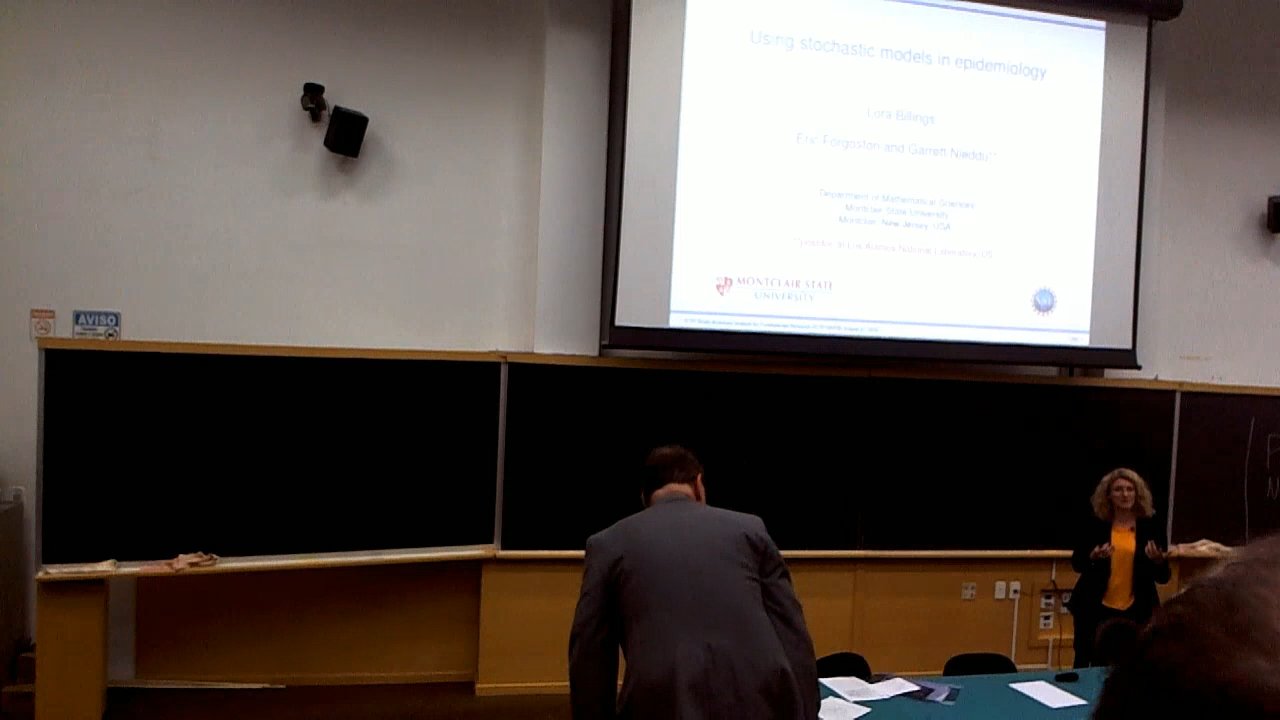 Using stochastic models in epidemiology
Lora Billings
Eric Forgoston and Garrett Nieddu**
Department of Mathematical Sciences
Montclair State University
Montclair, New Jersey, USA
MONTCLAIR STATE
UNIVERSITY
AVISO